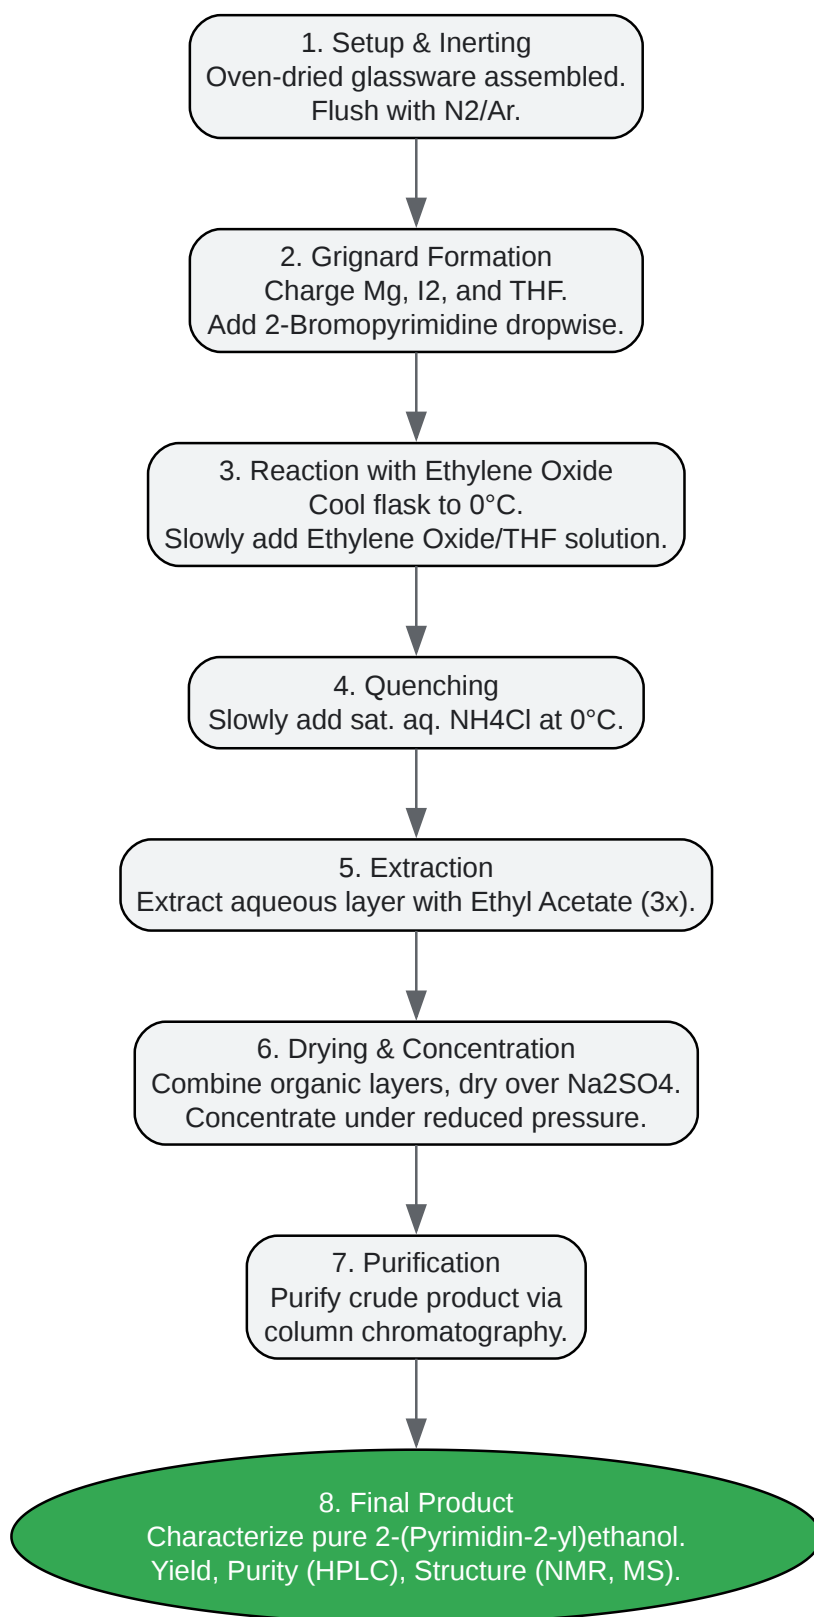 1. Setup & Inerting
Oven-dried glassware assembled.
Flush with N2/Ar.
2. Grignard Formation
Charge Mg, I2, and THF.
Add 2-Bromopyrimidine dropwise.
3. Reaction with Ethylene Oxide
Cool flask to 0°C.
Slowly add Ethylene Oxide/THF solution.
4. Quenching
Slowly add sat. aq. NH4Cl at 0°C.
5. Extraction
Extract aqueous layer with Ethyl Acetate (3x).
6. Drying & Concentration
Combine organic layers, dry over Na2SO4.
Concentrate under reduced pressure.
7. Purification
Purify crude product via
column chromatography.
8. Final Product
Characterize pure 2-(Pyrimidin-2-yl)ethanol.
Yield, Purity (HPLC), Structure (NMR, MS).